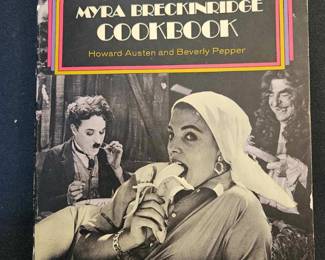 MYRA BRECKINRIDGE
COOKBOOK
Howard Austen and Beverly Pepper